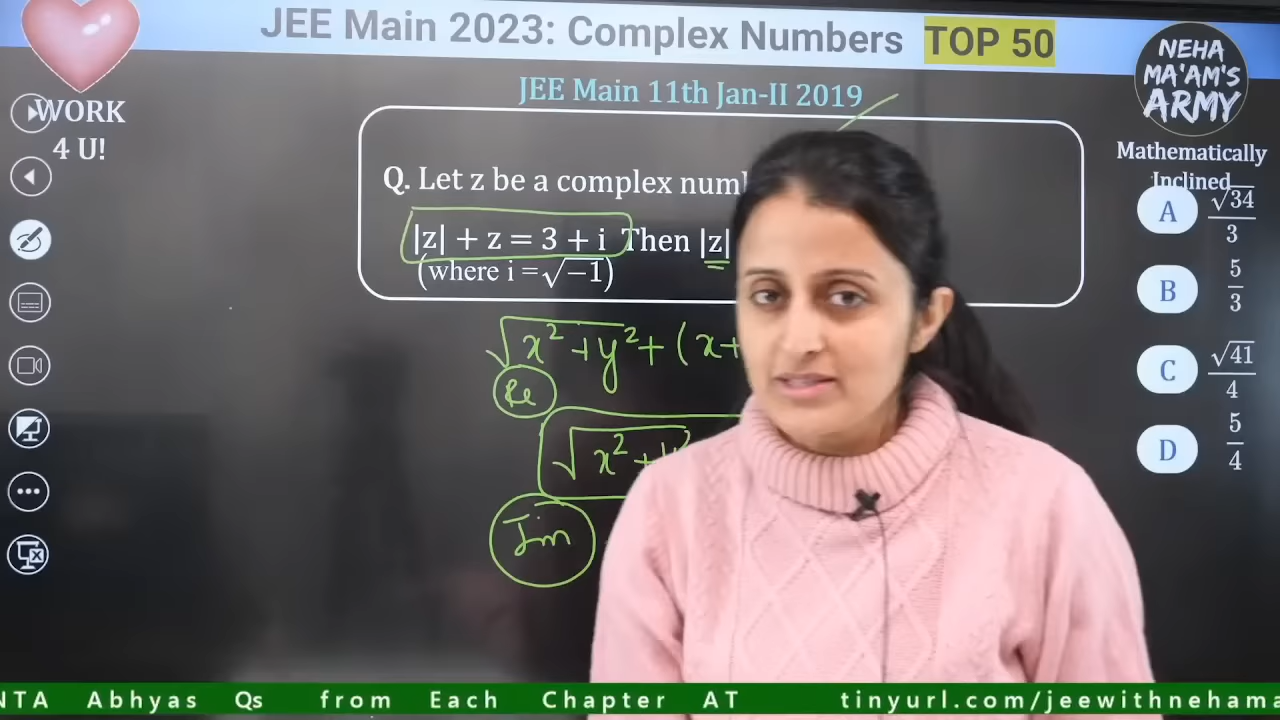 JEE Main 2023: Complex Numbers TOP 50
NEHA
MA'AM'S
ARMY
Mathematically
Inclined
WORK
4 U!
JEE Main 11th Jan-II 2019
Q. Let z be a complex
|z| + z = 3 + i Then |z|
(where i = √−1)
√x² + y² + (x +
Re
√x² +
Im
A √34/3
B 5/3
C √41/4
D 5/4
NTA Abhyas Qs from Each Chapter AT tinyurl.com/jeewithnehama